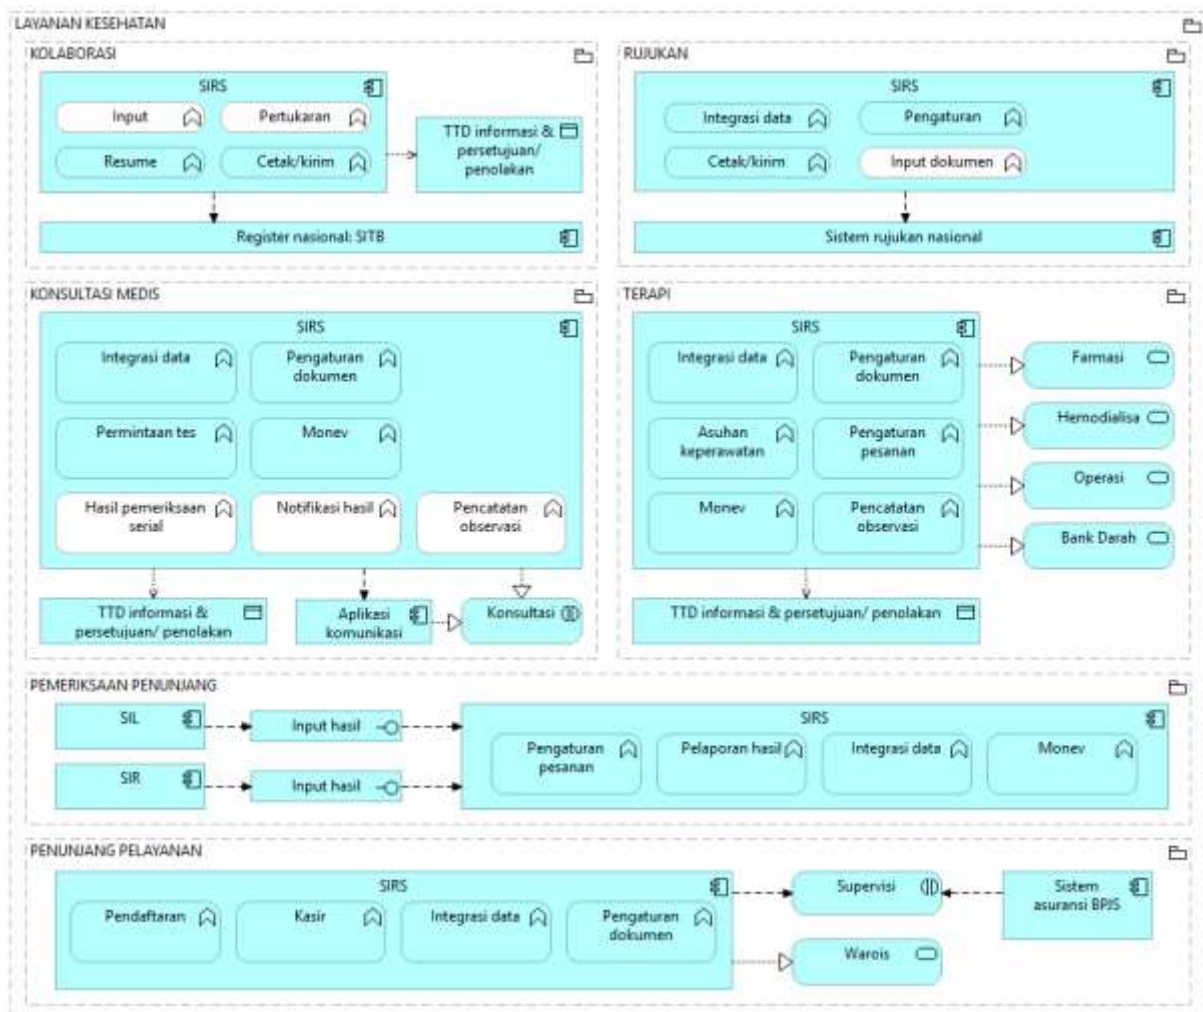 LAYANAN KESEHATAN
KOLABORASI
SIRS
Input
Pertukaran
Resume
Cetak/kirim
TTD informasi &
persetujuan/
penolakan
Register nasional: SITB
RUJUKAN
SIRS
Integrasi data
Pengaturan
Cetak/kirim
Input dokumen
Sistem rujukan nasional
KONSULTASI MEDIS
SIRS
Integrasi data
Pengaturan
dokumen
Permintaan tes
Monev
Hasil pemeriksaan
serial
Notifikasi hasil
Pencatatan
observasi
TTD informasi &
persetujuan/ penolakan
Aplikasi
komunikasi
Konsultasi
TERAPI
SIRS
Integrasi data
Pengaturan
dokumen
Asuhan
keperawatan
Pengaturan
pesanan
Monev
Pencatatan
observasi
Farmasi
Hemodialisa
Operasi
Bank Darah
TTD informasi & persetujuan/ penolakan
PEMERIKSAAN PENUNJANG
SIL
Input hasil
SIR
Input hasil
SIRS
Pengaturan
pesanan
Pelaporan hasil
Integrasi data
Monev
PENUNJANG PELAYANAN
SIRS
Pendaftaran
Kasir
Integrasi data
Pengaturan
dokumen
Supervisi
Warois
Sistem
asuransi BPJS